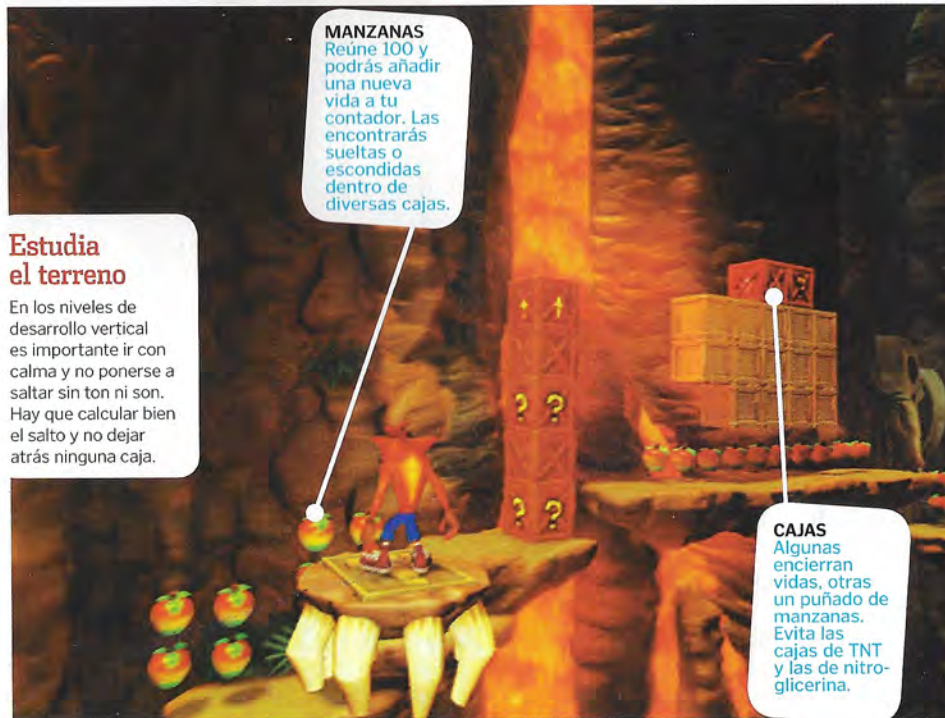 MANZANAS
Reúne 100 y
podrás añadir
una nueva
vida a tu
contador. Las
encontrarás
sueltas o
escondidas
dentro de
diversas cajas.
Estudia
el terreno
En los niveles de
desarrollo vertical
es importante ir con
calma y no ponerse a
saltar sin ton ni son.
Hay que calcular bien
el salto y no dejar
atrás ninguna caja.
? ?
? ?
CAJAS
Algunas
encierran
vidas, otras
un puñado de
manzanas.
Evita las
cajas de TNT
y las de nitro-
glicerina.